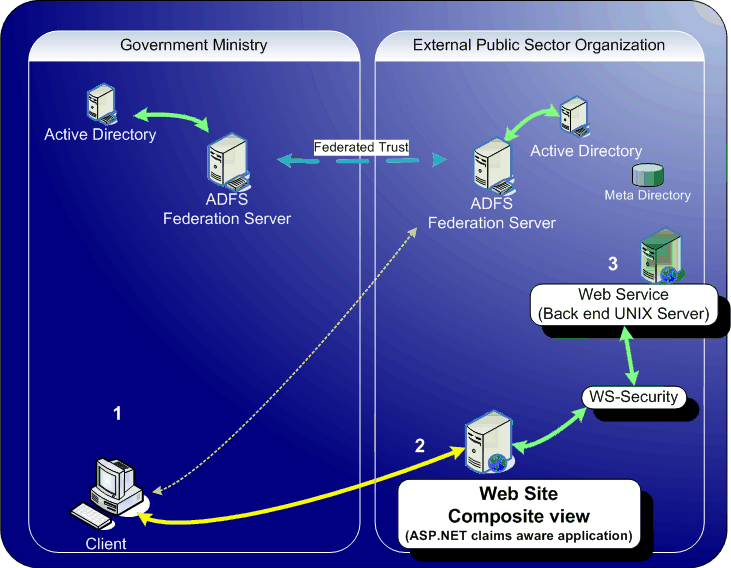 Government Ministry
External Public Sector Organization
Active Directory
ADFS
Federation Server
Federated Trust
Active Directory
ADFS
Federation Server
Meta Directory
3
Web Service
(Back end UNIX Server)
WS-Security
1
2
Client
Web Site
Composite view
(ASP.NET claims aware application)